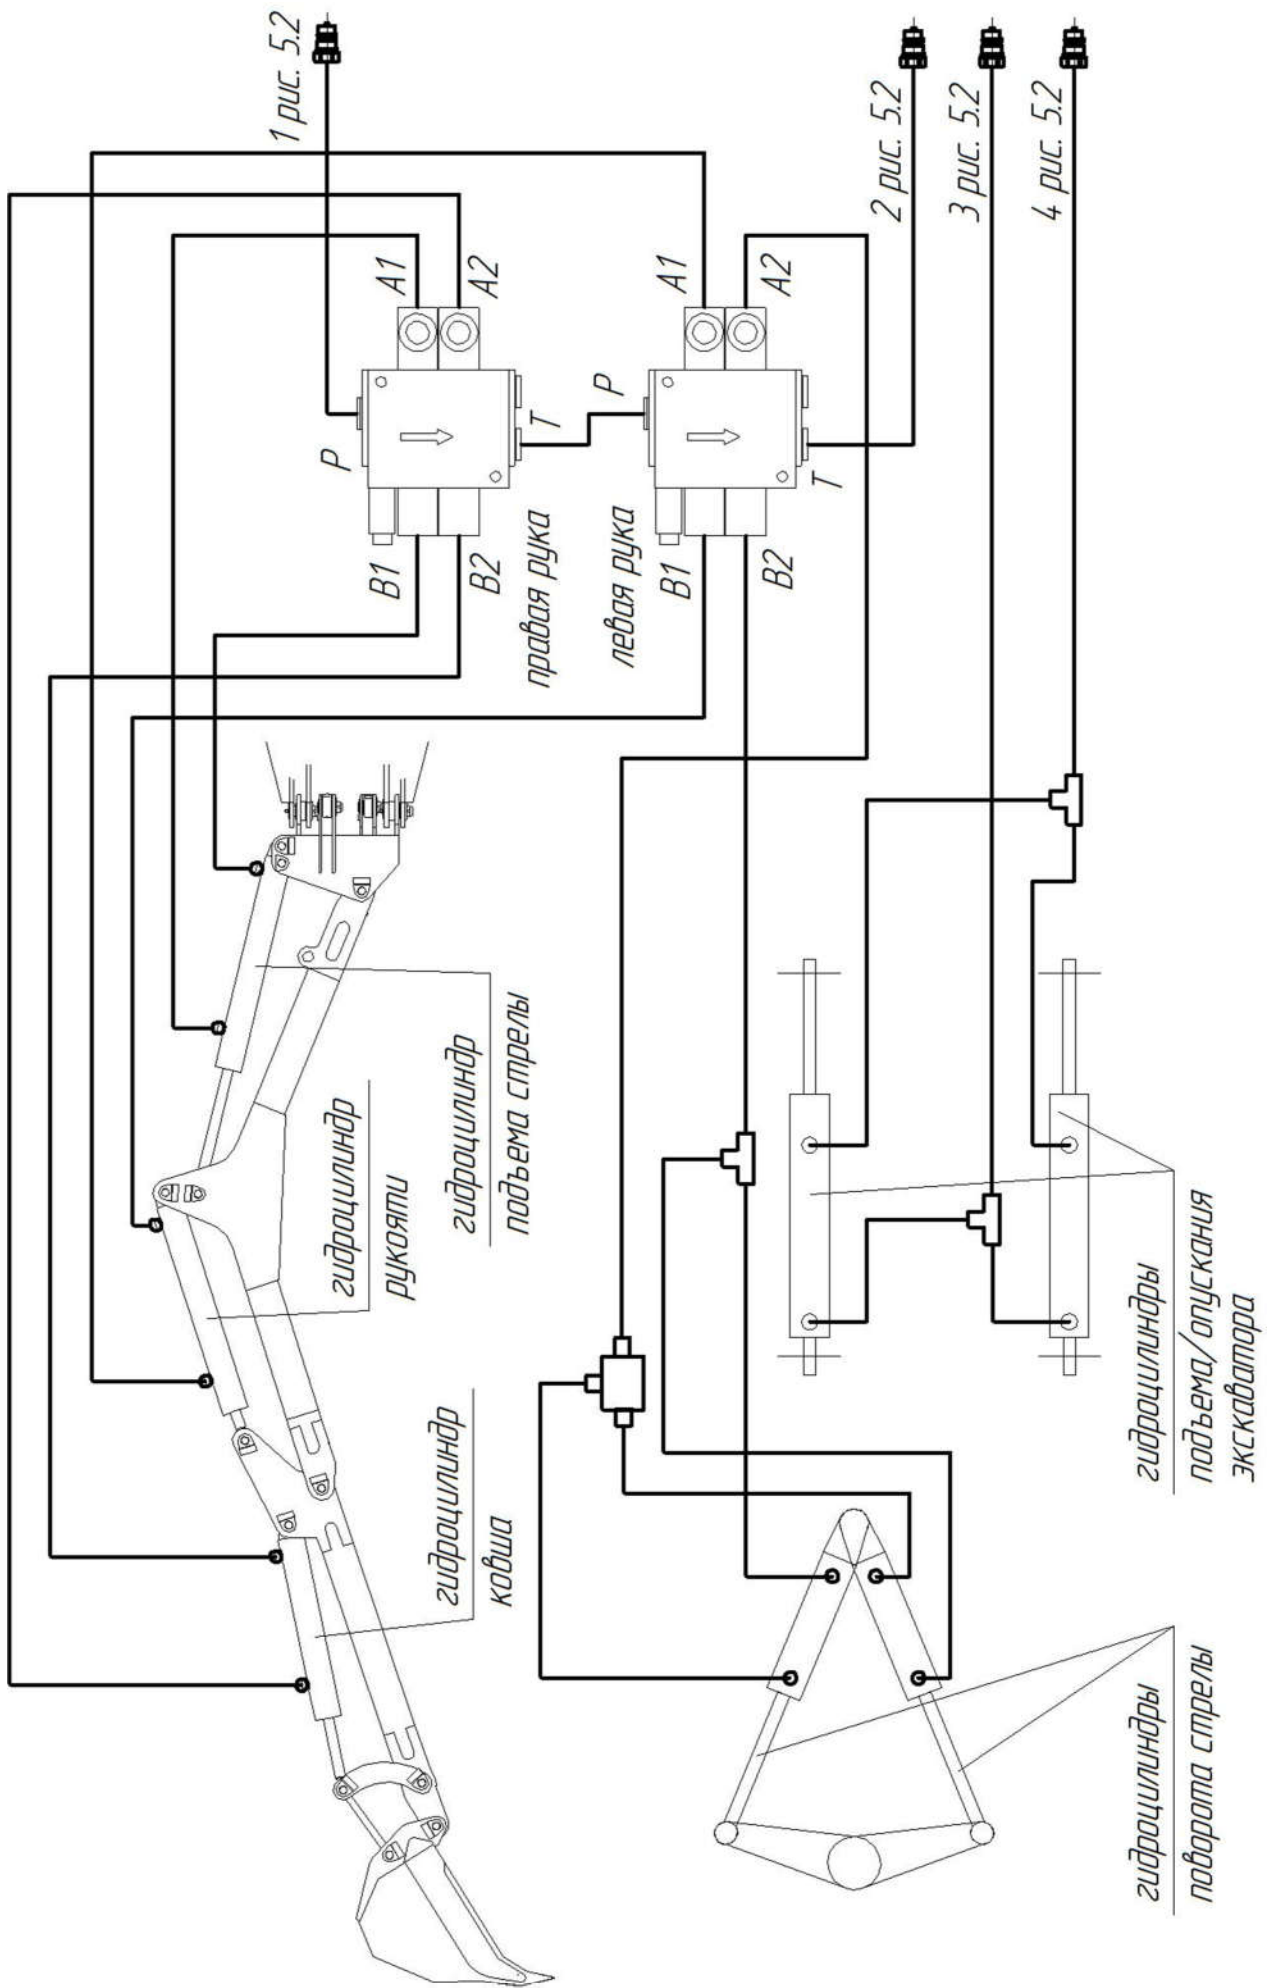 1 рис. 5.2
2 рис. 5.2
3 рис. 5.2
4 рис. 5.2
A1
A2
P
T
B1
B2
правая рука
A1
A2
P
T
B1
B2
левая рука
гидроцилиндр
подъема стрелы
гидроцилиндр
рукояти
гидроцилиндр
ковша
гидроцилиндры
подъема/опускания
экскаватора
гидроцилиндры
поворота стрелы